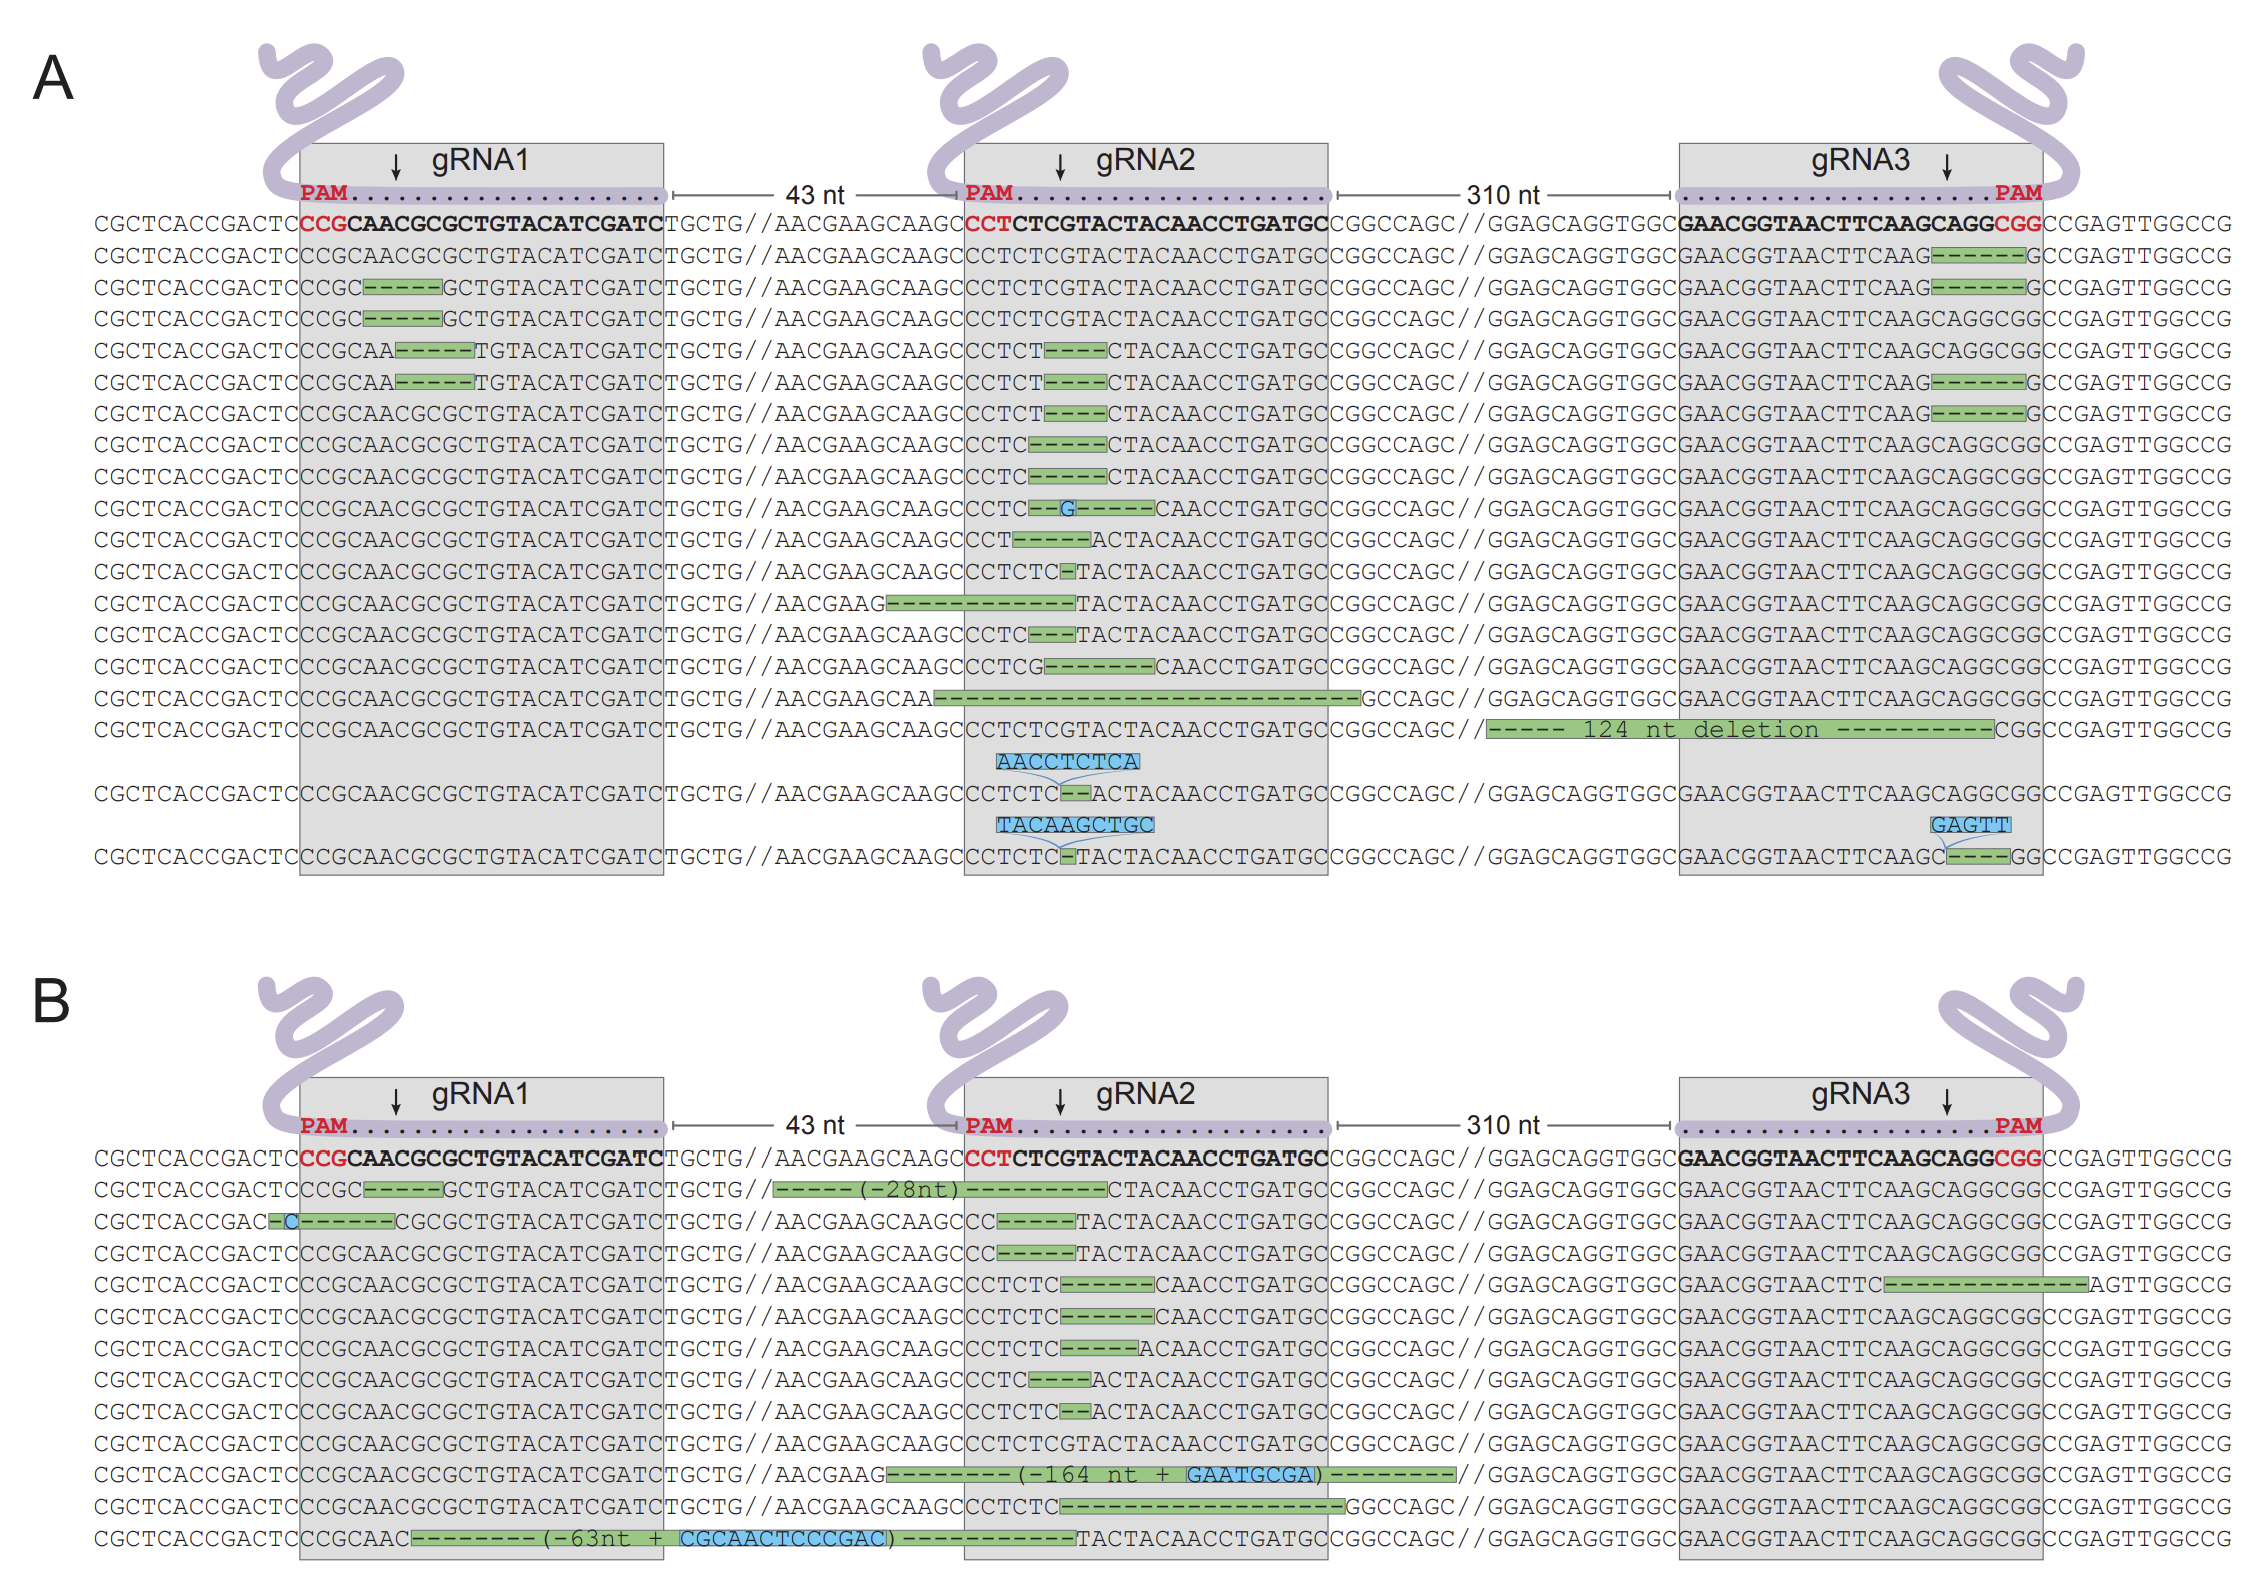 A
gRNA1 gRNA2 gRNA3
PAM.................... 43 nt PAM.................... 310 nt ....................PAM
CGCTCACCGACTCCCGCAACGCGCTGTACATCGATCTGCTG//AACGAAGCAAGCCCTCTCGTACTACAACCTGATGCCGGCCAGC//GGAGCAGGTGGCGAACGGTAACTTCAAGCAGGCGGCCGAGTTGGCCG
CGCTCACCGACTCCCGCAACGCGCTGTACATCGATCTGCTG//AACGAAGCAAGCCCTCTCGTACTACAACCTGATGCCGGCCAGC//GGAGCAGGTGGCGAACGGTAACTTCAAG------GCCGAGTTGGCCG
CGCTCACCGACTCCCGC-----GCTGTACATCGATCTGCTG//AACGAAGCAAGCCCTCTCGTACTACAACCTGATGCCGGCCAGC//GGAGCAGGTGGCGAACGGTAACTTCAAG------GCCGAGTTGGCCG
CGCTCACCGACTCCCGC-----GCTGTACATCGATCTGCTG//AACGAAGCAAGCCCTCTCGTACTACAACCTGATGCCGGCCAGC//GGAGCAGGTGGCGAACGGTAACTTCAAGCAGGCGGCCGAGTTGGCCG
CGCTCACCGACTCCCGCAA-----TGTACATCGATCTGCTG//AACGAAGCAAGCCCTCT----CTACAACCTGATGCCGGCCAGC//GGAGCAGGTGGCGAACGGTAACTTCAAGCAGGCGGCCGAGTTGGCCG
CGCTCACCGACTCCCGCAA-----TGTACATCGATCTGCTG//AACGAAGCAAGCCCTCT----CTACAACCTGATGCCGGCCAGC//GGAGCAGGTGGCGAACGGTAACTTCAAG------GCCGAGTTGGCCG
CGCTCACCGACTCCCGCAACGCGCTGTACATCGATCTGCTG//AACGAAGCAAGCCCTCT----CTACAACCTGATGCCGGCCAGC//GGAGCAGGTGGCGAACGGTAACTTCAAG------GCCGAGTTGGCCG
CGCTCACCGACTCCCGCAACGCGCTGTACATCGATCTGCTG//AACGAAGCAAGCCCTC-----CTACAACCTGATGCCGGCCAGC//GGAGCAGGTGGCGAACGGTAACTTCAAGCAGGCGGCCGAGTTGGCCG
CGCTCACCGACTCCCGCAACGCGCTGTACATCGATCTGCTG//AACGAAGCAAGCCCTC-----CTACAACCTGATGCCGGCCAGC//GGAGCAGGTGGCGAACGGTAACTTCAAGCAGGCGGCCGAGTTGGCCG
CGCTCACCGACTCCCGCAACGCGCTGTACATCGATCTGCTG//AACGAAGCAAGCCCTC--G-----CAACCTGATGCCGGCCAGC//GGAGCAGGTGGCGAACGGTAACTTCAAGCAGGCGGCCGAGTTGGCCG
CGCTCACCGACTCCCGCAACGCGCTGTACATCGATCTGCTG//AACGAAGCAAGCCCT-----ACTACAACCTGATGCCGGCCAGC//GGAGCAGGTGGCGAACGGTAACTTCAAGCAGGCGGCCGAGTTGGCCG
CGCTCACCGACTCCCGCAACGCGCTGTACATCGATCTGCTG//AACGAAGCAAGCCCTCTC-TACTACAACCTGATGCCGGCCAGC//GGAGCAGGTGGCGAACGGTAACTTCAAGCAGGCGGCCGAGTTGGCCG
CGCTCACCGACTCCCGCAACGCGCTGTACATCGATCTGCTG//AACGAAG------------TACTACAACCTGATGCCGGCCAGC//GGAGCAGGTGGCGAACGGTAACTTCAAGCAGGCGGCCGAGTTGGCCG
CGCTCACCGACTCCCGCAACGCGCTGTACATCGATCTGCTG//AACGAAGCAAGCCCTC---TACTACAACCTGATGCCGGCCAGC//GGAGCAGGTGGCGAACGGTAACTTCAAGCAGGCGGCCGAGTTGGCCG
CGCTCACCGACTCCCGCAACGCGCTGTACATCGATCTGCTG//AACGAAGCAAGCCCTCG-------CAACCTGATGCCGGCCAGC//GGAGCAGGTGGCGAACGGTAACTTCAAGCAGGCGGCCGAGTTGGCCG
CGCTCACCGACTCCCGCAACGCGCTGTACATCGATCTGCTG//AACGAAGCAA---------------------------GCCAGC//GGAGCAGGTGGCGAACGGTAACTTCAAGCAGGCGGCCGAGTTGGCCG
CGCTCACCGACTCCCGCAACGCGCTGTACATCGATCTGCTG//AACGAAGCAAGCCCTCTCGTACTACAACCTGATGCCGGCCAGC//----- 124 nt deletion ----------CGGCCGAGTTGGCCG
AACCTCTCA
CGCTCACCGACTCCCGCAACGCGCTGTACATCGATCTGCTG//AACGAAGCAAGCCCTCTC--ACTACAACCTGATGCCGGCCAGC//GGAGCAGGTGGCGAACGGTAACTTCAAGCAGGCGGCCGAGTTGGCCG
TACAAGCTGC GAGTT
CGCTCACCGACTCCCGCAACGCGCTGTACATCGATCTGCTG//AACGAAGCAAGCCCTCTC-TACTACAACCTGATGCCGGCCAGC//GGAGCAGGTGGCGAACGGTAACTTCAAGC----GGCCGAGTTGGCCG
B
gRNA1 gRNA2 gRNA3
PAM.................... 43 nt PAM.................... 310 nt ....................PAM
CGCTCACCGACTCCCGCAACGCGCTGTACATCGATCTGCTG//AACGAAGCAAGCCCTCTCGTACTACAACCTGATGCCGGCCAGC//GGAGCAGGTGGCGAACGGTAACTTCAAGCAGGCGGCCGAGTTGGCCG
CGCTCACCGACTCCCGC-----GCTGTACATCGATCTGCTG//-----(-28nt)---------CTACAACCTGATGCCGGCCAGC//GGAGCAGGTGGCGAACGGTAACTTCAAGCAGGCGGCCGAGTTGGCCG
CGCTCACCGAC-C------CGCGCTGTACATCGATCTGCTG//AACGAAGCAAGCCC-----TACTACAACCTGATGCCGGCCAGC//GGAGCAGGTGGCGAACGGTAACTTCAAGCAGGCGGCCGAGTTGGCCG
CGCTCACCGACTCCCGCAACGCGCTGTACATCGATCTGCTG//AACGAAGCAAGCCC-----TACTACAACCTGATGCCGGCCAGC//GGAGCAGGTGGCGAACGGTAACTTCAAGCAGGCGGCCGAGTTGGCCG
CGCTCACCGACTCCCGCAACGCGCTGTACATCGATCTGCTG//AACGAAGCAAGCCCTCTC------CAACCTGATGCCGGCCAGC//GGAGCAGGTGGCGAACGGTAACTTC-------------AGTTGGCCG
CGCTCACCGACTCCCGCAACGCGCTGTACATCGATCTGCTG//AACGAAGCAAGCCCTCTC------CAACCTGATGCCGGCCAGC//GGAGCAGGTGGCGAACGGTAACTTCAAGCAGGCGGCCGAGTTGGCCG
CGCTCACCGACTCCCGCAACGCGCTGTACATCGATCTGCTG//AACGAAGCAAGCCCTCTC-----ACAACCTGATGCCGGCCAGC//GGAGCAGGTGGCGAACGGTAACTTCAAGCAGGCGGCCGAGTTGGCCG
CGCTCACCGACTCCCGCAACGCGCTGTACATCGATCTGCTG//AACGAAGCAAGCCCTC----ACTACAACCTGATGCCGGCCAGC//GGAGCAGGTGGCGAACGGTAACTTCAAGCAGGCGGCCGAGTTGGCCG
CGCTCACCGACTCCCGCAACGCGCTGTACATCGATCTGCTG//AACGAAGCAAGCCCTCTC--ACTACAACCTGATGCCGGCCAGC//GGAGCAGGTGGCGAACGGTAACTTCAAGCAGGCGGCCGAGTTGGCCG
CGCTCACCGACTCCCGCAACGCGCTGTACATCGATCTGCTG//AACGAAGCAAGCCCTCTCGTACTACAACCTGATGCCGGCCAGC//GGAGCAGGTGGCGAACGGTAACTTCAAGCAGGCGGCCGAGTTGGCCG
CGCTCACCGACTCCCGCAACGCGCTGTACATCGATCTGCTG//AACGAAG--------(-164 nt + GAATGCGA)--------//GGAGCAGGTGGCGAACGGTAACTTCAAGCAGGCGGCCGAGTTGGCCG
CGCTCACCGACTCCCGCAACGCGCTGTACATCGATCTGCTG//AACGAAGCAAGCCCTCTC------------------GGCCAGC//GGAGCAGGTGGCGAACGGTAACTTCAAGCAGGCGGCCGAGTTGGCCG
CGCTCACCGACTCCCGCAAC--------(-63nt + CGCAACTCCCGAC)-----------TACTACAACCTGATGCCGGCCAGC//GGAGCAGGTGGCGAACGGTAACTTCAAGCAGGCGGCCGAGTTGGCCG